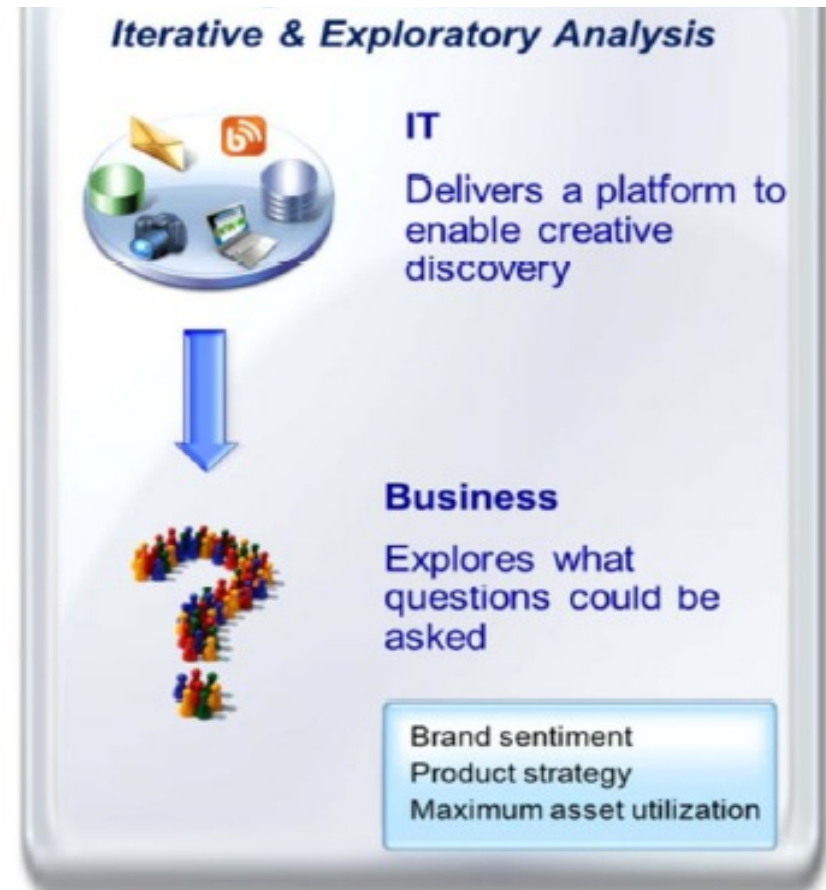 Iterative & Exploratory Analysis
IT
Delivers a platform to
enable creative
discovery
Business
Explores what
questions could be
asked
Brand sentiment
Product strategy
Maximum asset utilization